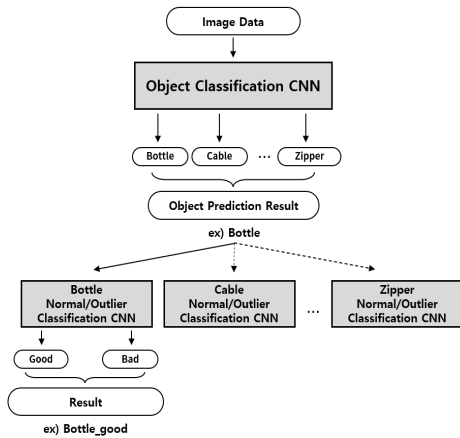 Image Data
Object Classification CNN
Bottle
Cable
...
Zipper
Object Prediction Result
ex) Bottle
Bottle
Normal/Outlier
Classification CNN
Cable
Normal/Outlier
Classification CNN
...
Zipper
Normal/Outlier
Classification CNN
Good
Bad
Result
ex) Bottle_good